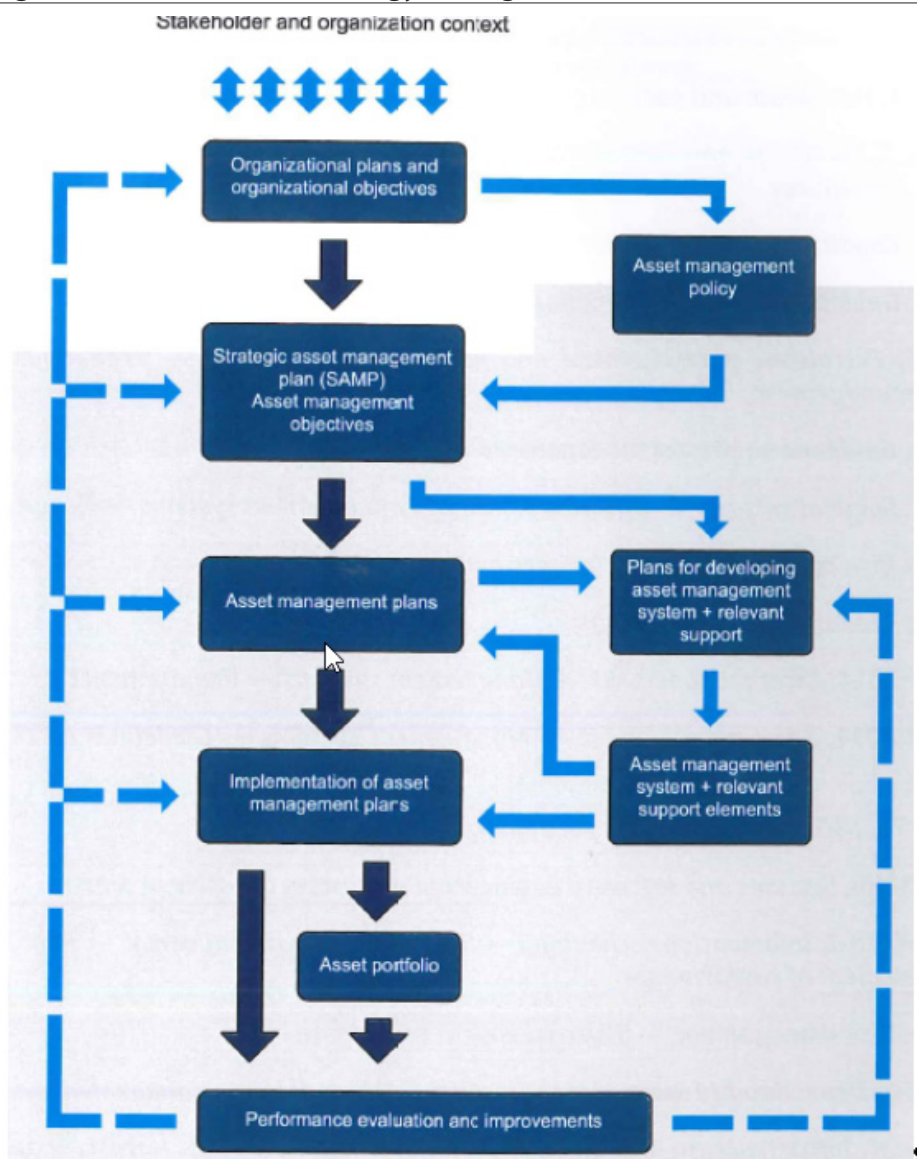 Stakeholder and organization context
Organizational plans and
organizational objectives
Asset management
policy
Strategic asset management
plan (SAMP)
Asset management
objectives
Asset management plans
Plans for developing
asset management
system + relevant
support
Implementation of asset
management plans
Asset management
system + relevant
support elements
Asset portfolio
Performance evaluation and improvements